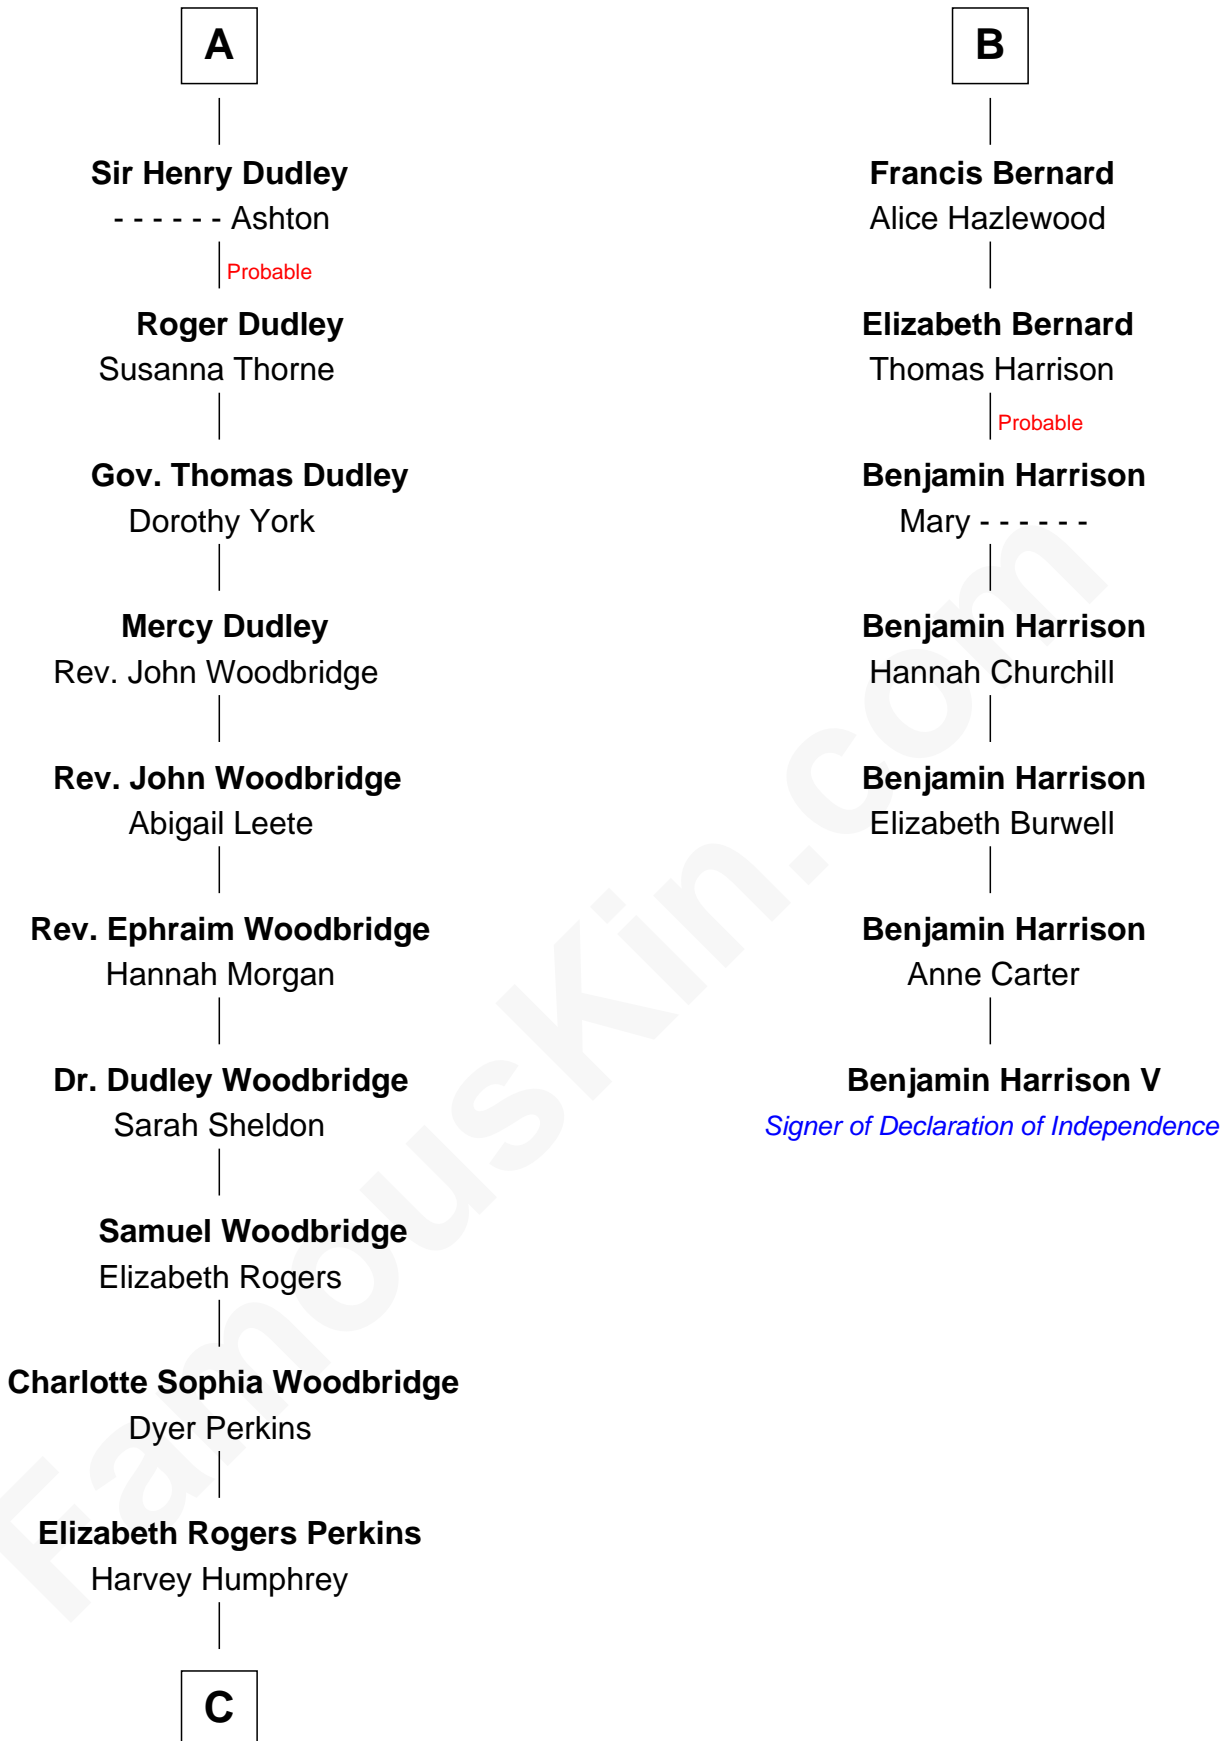 A
Sir Henry Dudley
- - - - - - Ashton
Probable
Roger Dudley
Susanna Thorne
Gov. Thomas Dudley
Dorothy York
Mercy Dudley
Rev. John Woodbridge
Rev. John Woodbridge
Abigail Leete
Rev. Ephraim Woodbridge
Hannah Morgan
Dr. Dudley Woodbridge
Sarah Sheldon
Samuel Woodbridge
Elizabeth Rogers
Charlotte Sophia Woodbridge
Dyer Perkins
Elizabeth Rogers Perkins
Harvey Humphrey
C
B
Francis Bernard
Alice Hazlewood
Elizabeth Bernard
Thomas Harrison
Probable
Benjamin Harrison
Mary - - - - - -
Benjamin Harrison
Hannah Churchill
Benjamin Harrison
Elizabeth Burwell
Benjamin Harrison
Anne Carter
Benjamin Harrison V
Signer of Declaration of Independence
FamousKin.com